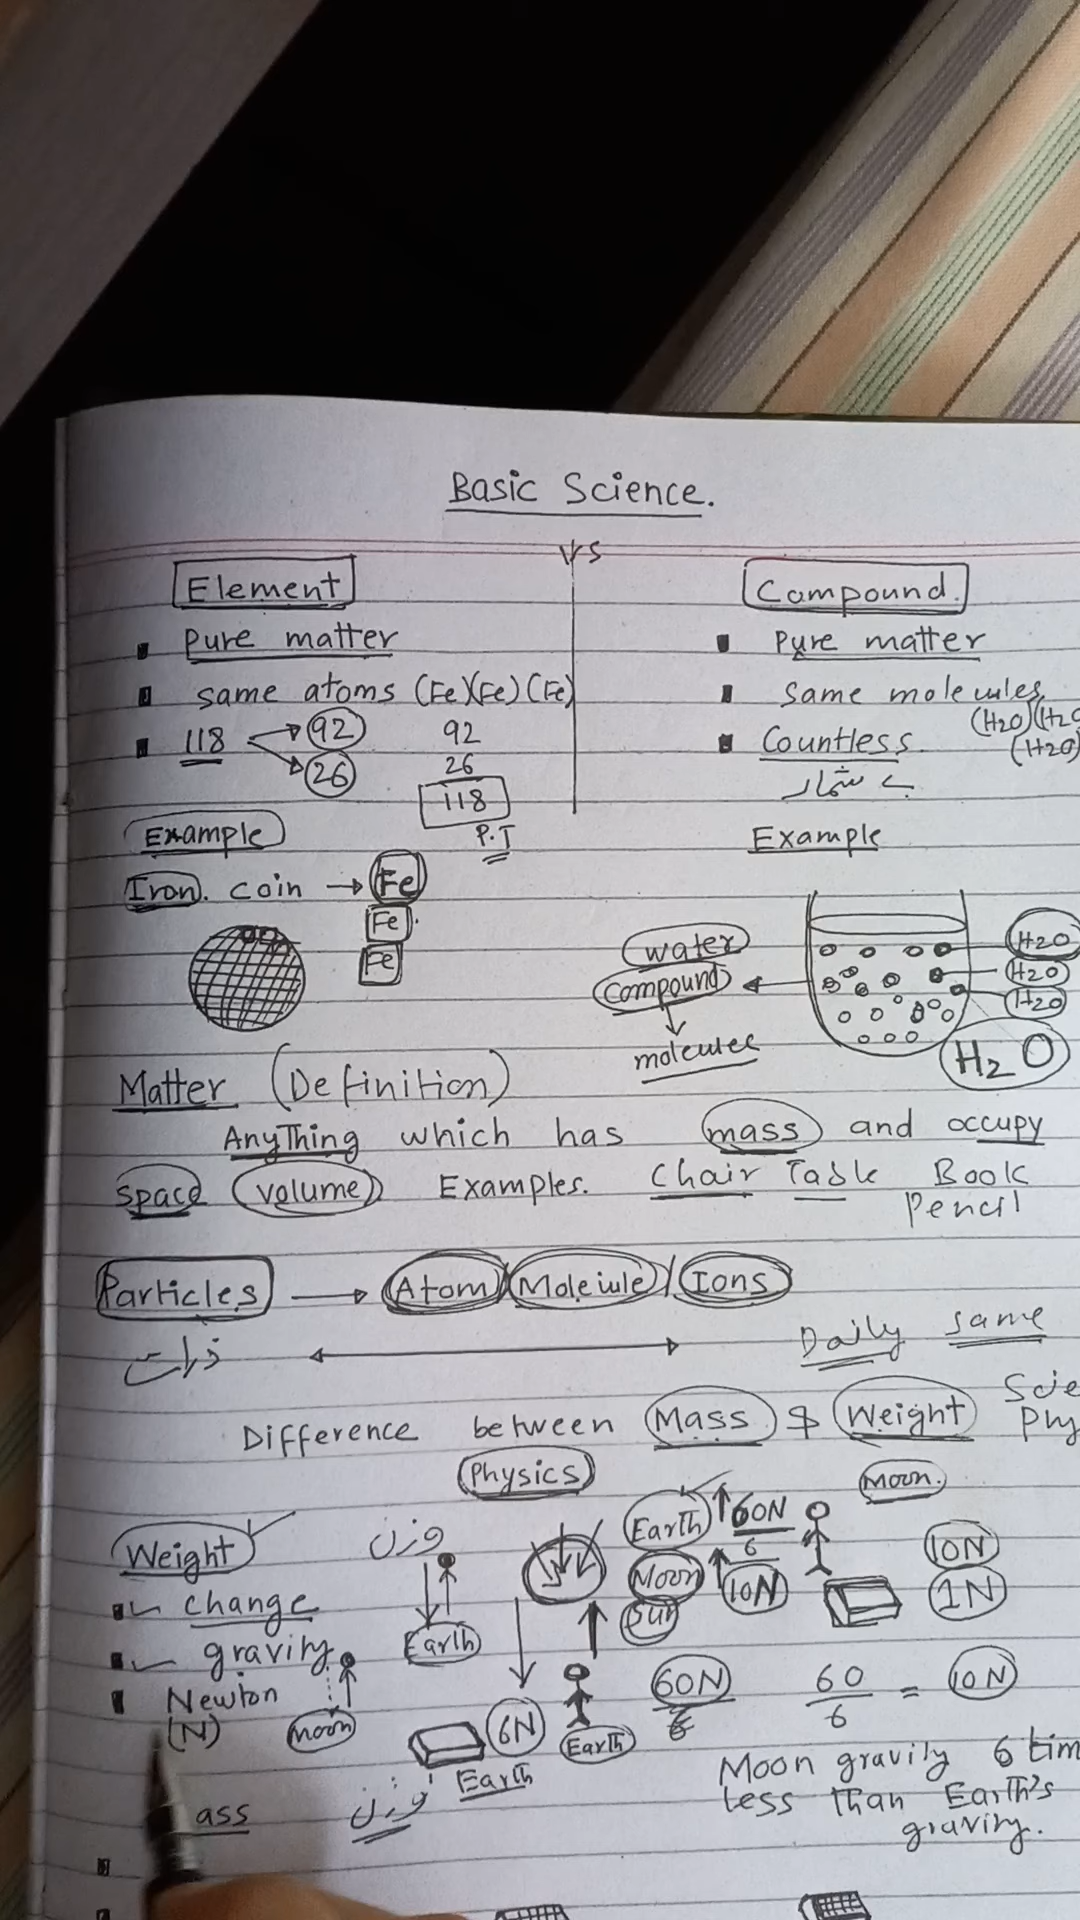 Basic Science.
vs
Element
Pure matter
same atoms (Fe)(Fe)(Fe)
118 92 92
26 26
118
P.T
Compound.
Pure matter
Same molecules
(H2O)(H2O
Countless. (H2O)
بے شمار
Example
Iron. coin → Fe
Fe
Fe
Example
water
Compound
molecules
H2O
H2O
H2O
H2O
Matter (Definition)
AnyThing which has mass and occupy
space (volume) Examples. Chair Table Book
Pencil
Particles → Atom/Molecule/Ions
ذرات
Daily same
Difference between Mass & Weight Scie
Physics Phy
Moon.
Weight وزن
change
gravity
Newton
(N)
Earth
Moon
Earth 60N
6
Moon 10N
Sun
10N
1N
6N
Earth
Earth
60N
6
60
6 = 10N
Moon gravity 6 tim
less than Earth's
gravity.
ass وزن